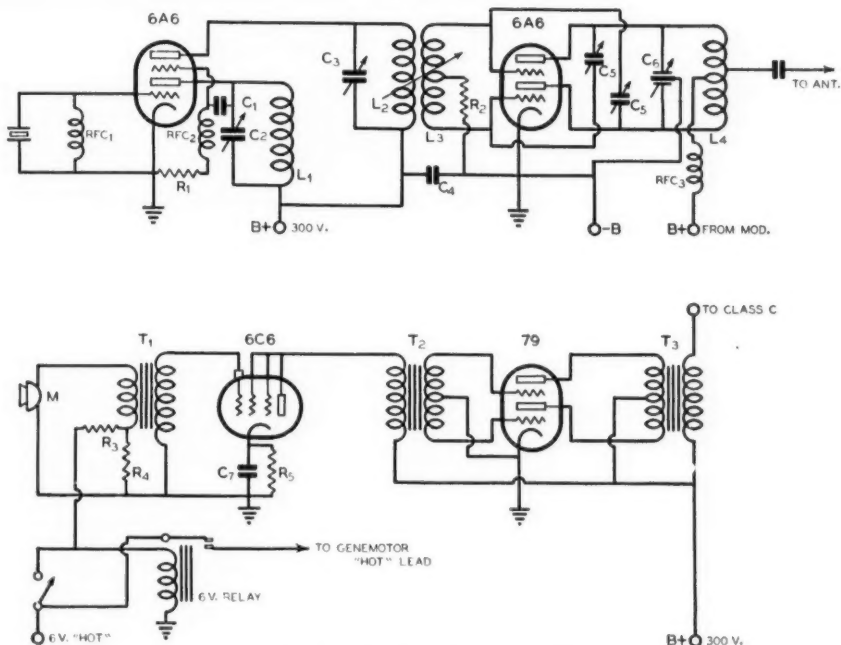 6A6
6A6
C3
C5
C6
C5
TO ANT.
RFC1
RFC2
C1
C2
L2
L3
R2
L4
R1
L1
C4
RFC3
B+ 300 V.
-B
B+ FROM MOD.
TO CLASS C
T1
6C6
T2
79
T3
M
R3
R4
C7
R5
TO GENEMOTOR
"HOT" LEAD
6 V. RELAY
6 V. "HOT"
B+ 300 V.